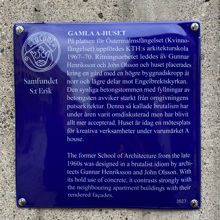 GAMLA A-HUSET
På platsen för Östermalmsfängelset (Kvinno-
fängelset) uppfördes KTH:s arkitekturskola
1967–70. Ritningsarbetet leddes av Gunnar
Henriksson och John Olsson och huset placerades
kring en gård med en högre byggnadskropp åt
norr och lägre delar mot Engelbrektskyrkan.
Den synliga betongstommen med fyllningar av
betongsten avviker starkt från omgivningens
putsarkitektur. Denna så kallade brutalism har
under åren varit omdiskuterad men har blivit
allt mer accepterad. Huset är idag en mötesplats
för kreativa verksamheter under varumärket A
house.
Samfundet
S:t Erik
The former School of Architecture from the late
1960s was designed in a brutalist idiom by archi-
tects Gunnar Henriksson and John Olsson. With
its bold use of concrete, it contrasts strongly with
the neighbouring apartment buildings with their
rendered façades.
2023